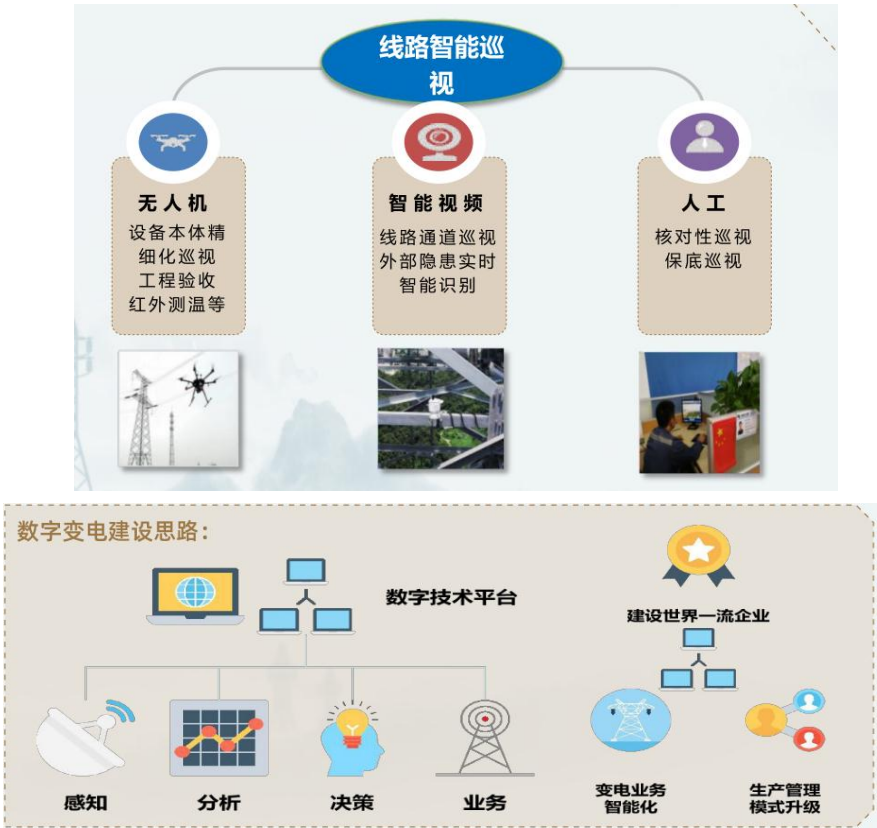 线路智能巡
视
无人机
设备本体精
细化巡视
工程验收
红外测温等
智能视频
线路通道巡视
外部隐患实时
智能识别
人工
核对性巡视
保底巡视
数字变电建设思路：
数字技术平台
感知
分析
决策
业务
建设世界一流企业
变电业务
智能化
生产管理
模式升级